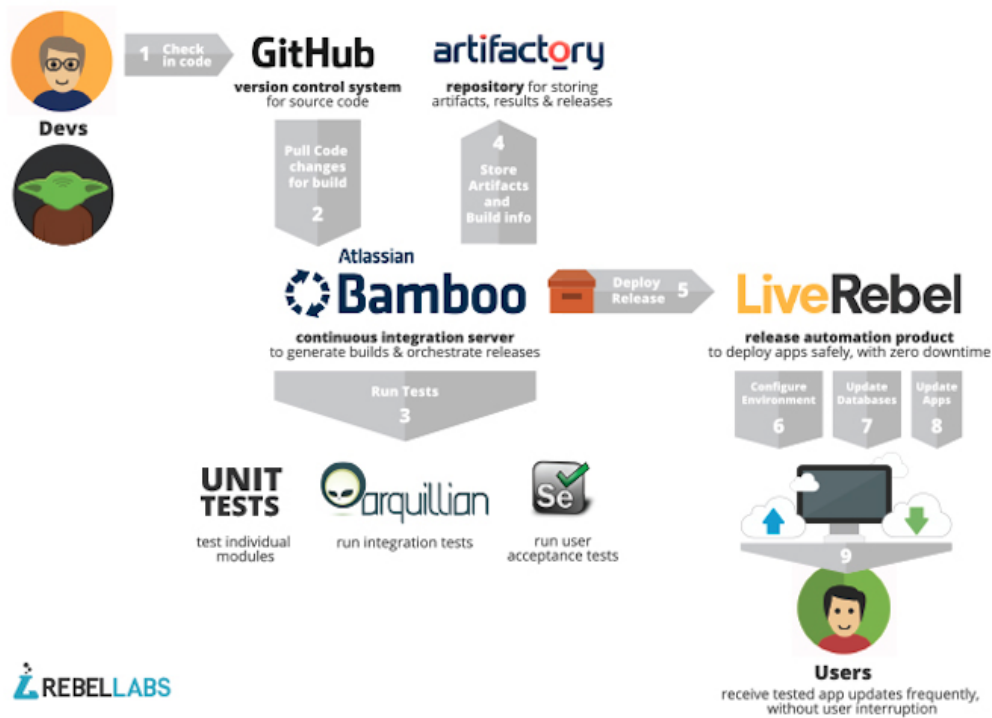 1
Check
in code
GitHub
version control system
for source code
artifactory
repository for storing
artifacts, results & releases
Devs
Pull Code
changes
for build
2
4
Store
Artifacts
and
Build info
Atlassian
Bamboo
continuous integration server
to generate builds & orchestrate releases
Deploy
Release
5
LiveRebel
release automation product
to deploy apps safely, with zero downtime
Run Tests
3
Configure
Environment
6
Update
Databases
7
Update
Apps
8
UNIT
TESTS
test individual
modules
arquillian
run integration tests
Se
run user
acceptance tests
9
Users
receive tested app updates frequently,
without user interruption
REBELLABS